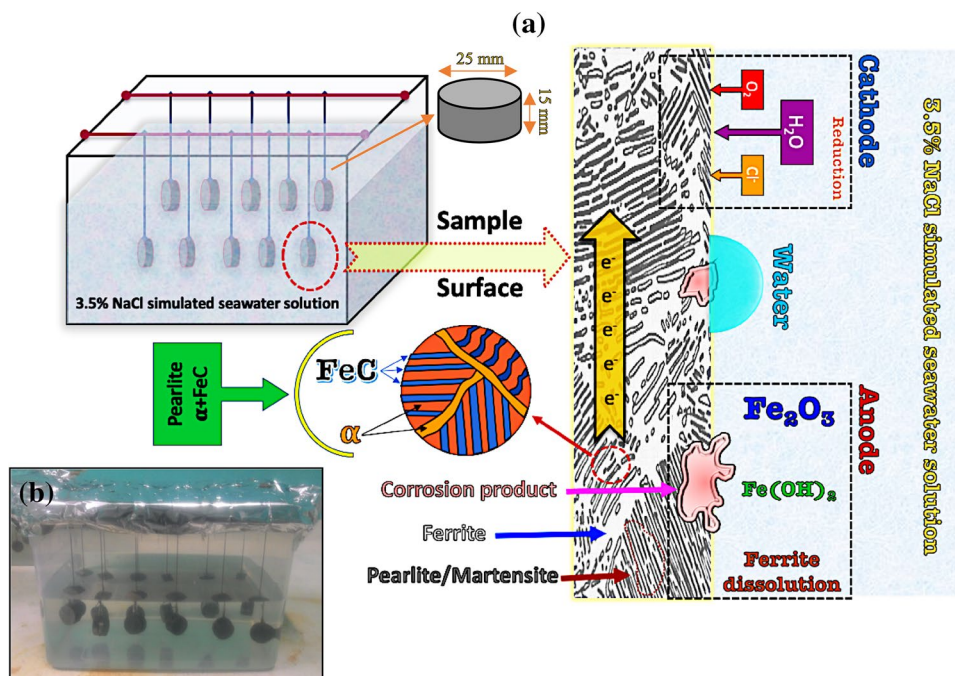 (a)
25 mm
15 mm
3.5% NaCl simulated seawater solution
Sample
Surface
Pearlite
α+FeC
FeC
α
(b)
Corrosion product
Ferrite
Pearlite/Martensite
e-
e-
e-
e-
e-
e-
O₂
H₂O
Cl⁻
Reduction
Cathode
Water
Fe₂O₃
Fe(OH)₂
Ferrite
dissolution
Anode
3.5% NaCl simulated seawater solution